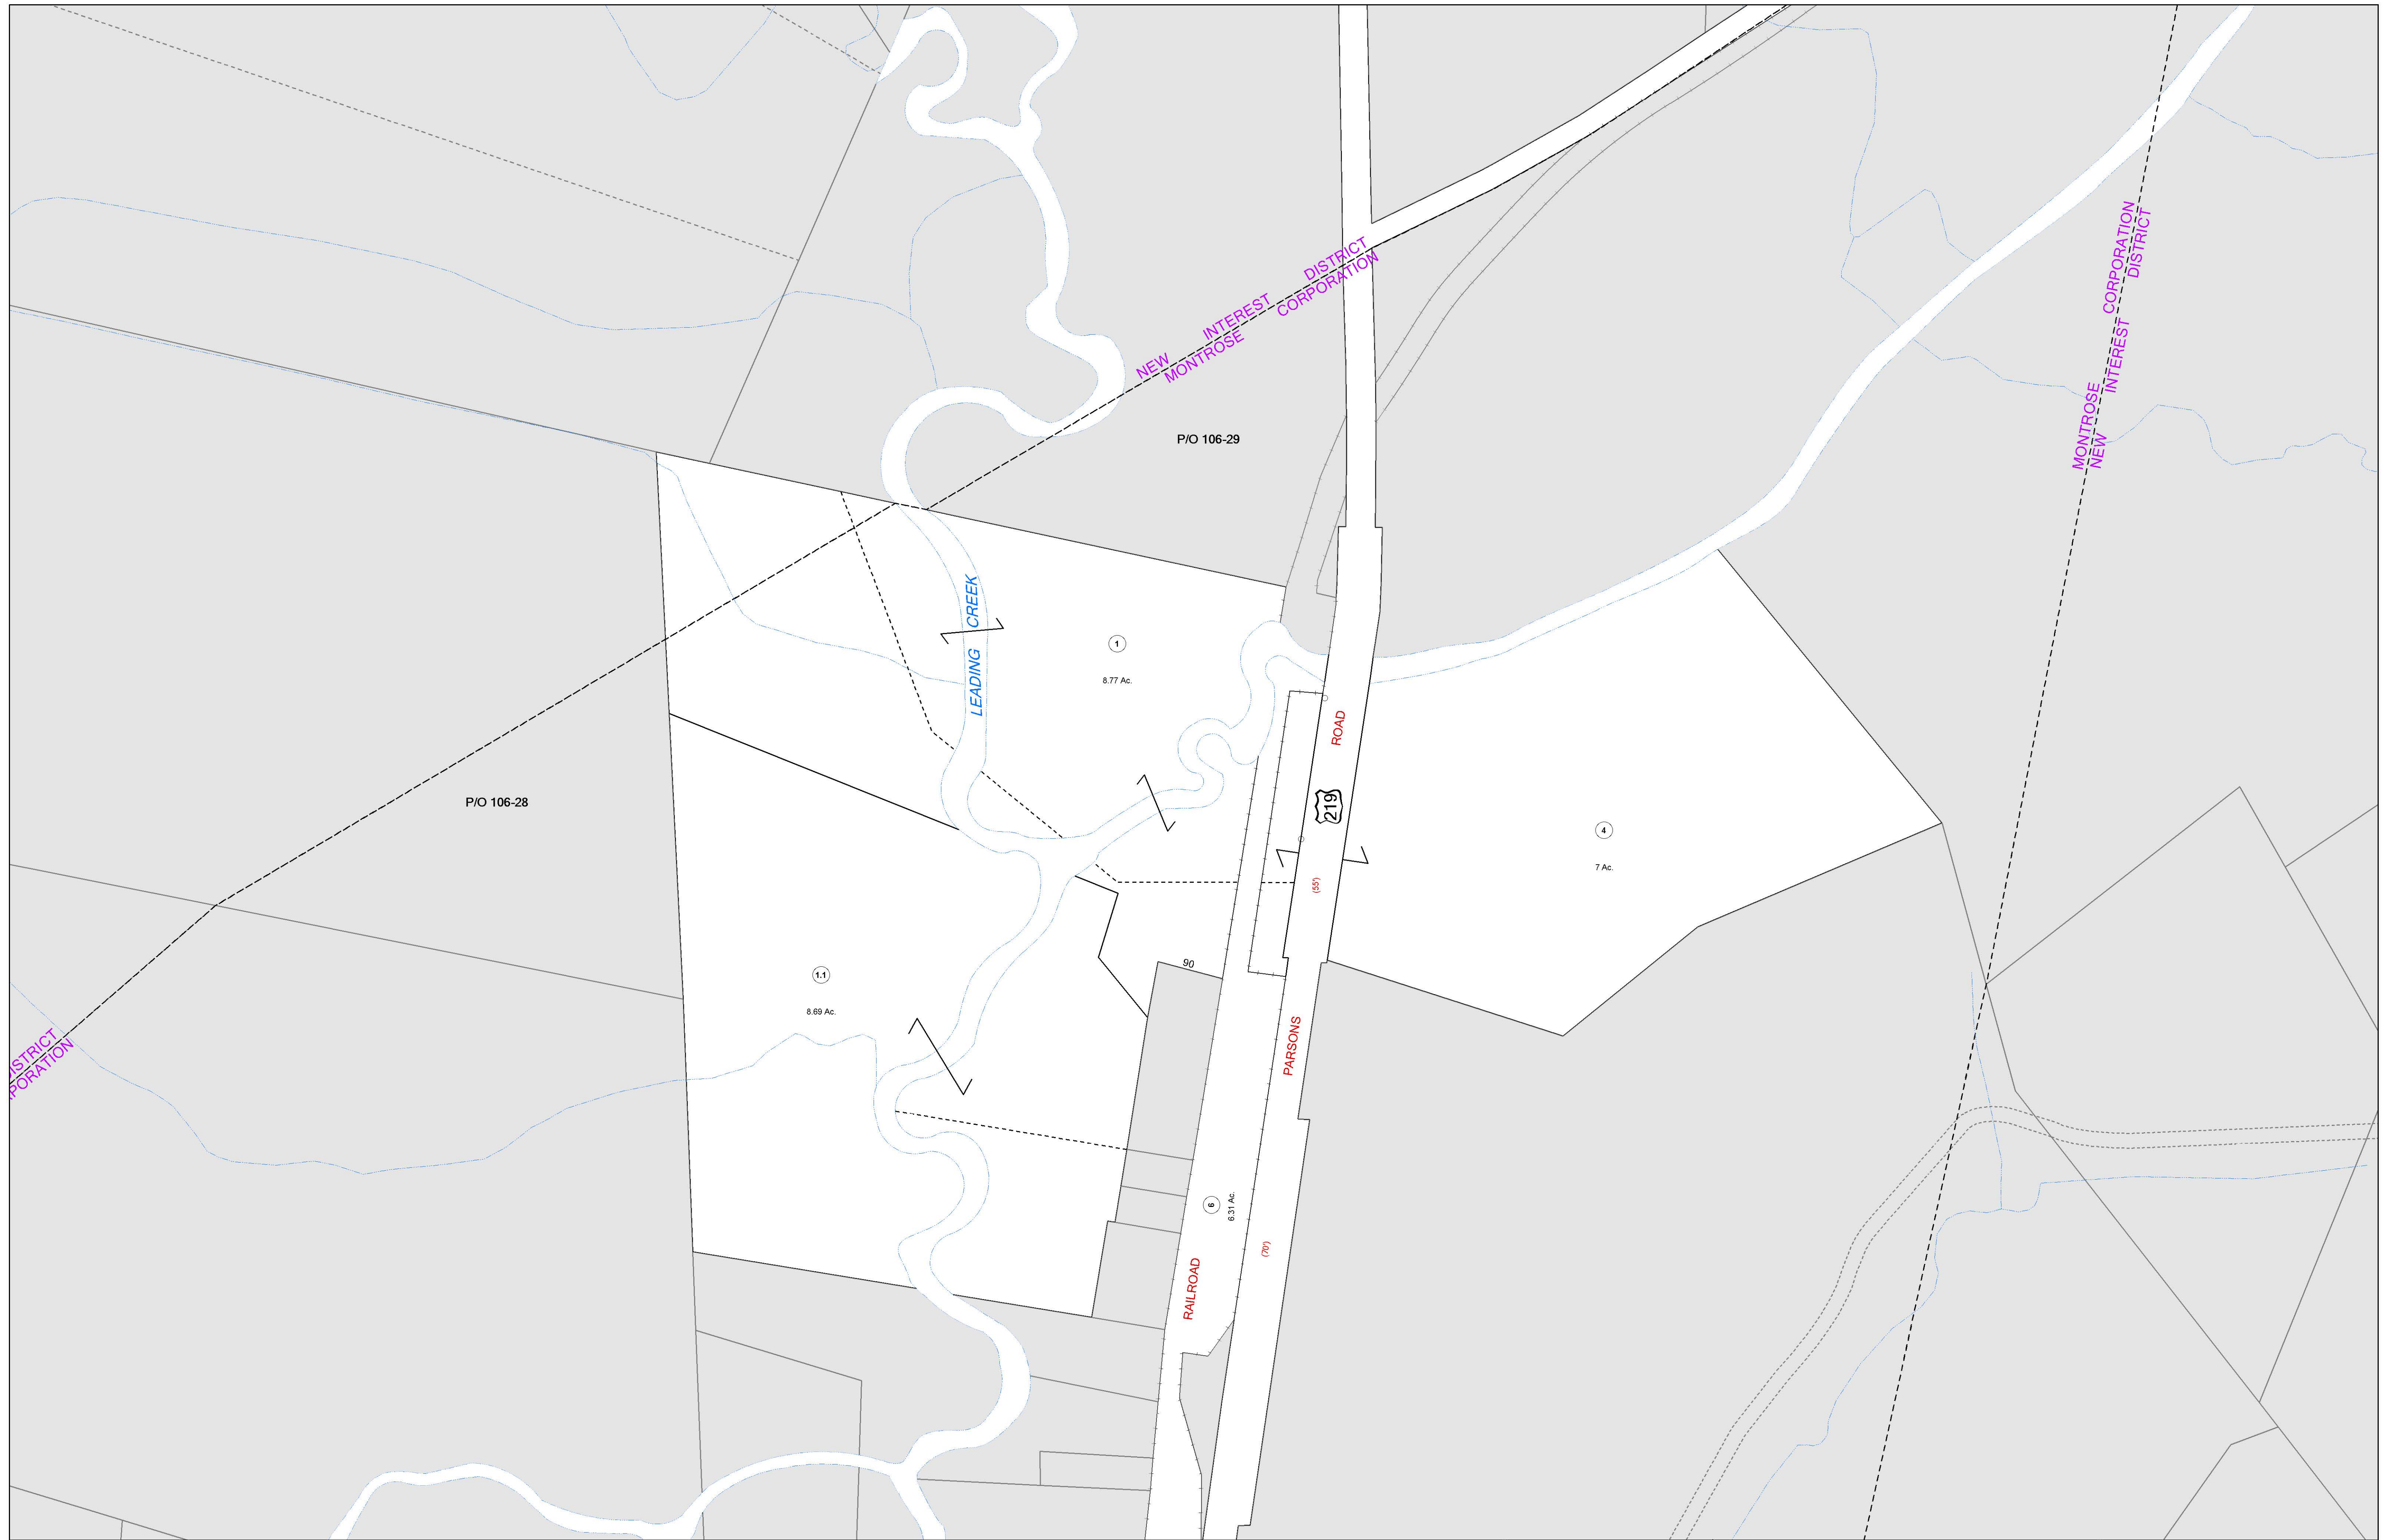 DISTRICT
CORPORATION
NEW INTEREST
MONTROSE
CORPORATION
DISTRICT
MONTROSE INTEREST
NEW
P/O 106-29
LEADING CREEK
1
8.77 Ac.
ROAD
219
P/O 106-28
4
7 Ac.
(55')
90
1.1
8.69 Ac.
PARSONS
ISTRICT
PORATION
6
6.31 Ac.
(70')
RAILROAD